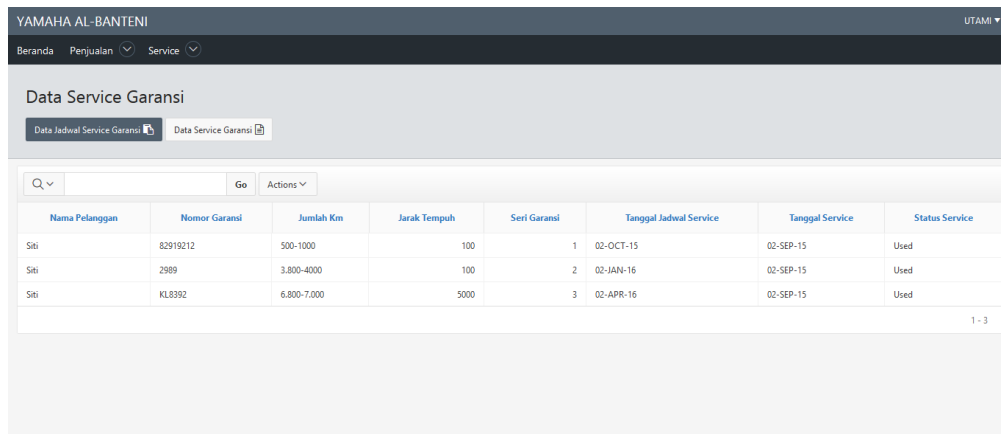 YAMAHA AL-BANTENI UTAMI
Beranda Penjualan Service
Data Service Garansi
Data Jadwal Service Garansi Data Service Garansi
Go Actions
Nama Pelanggan Nomor Garansi Jumlah Km Jarak Tempuh Seri Garansi Tanggal Jadwal Service Tanggal Service Status Service
Siti 82919212 500-1000 100 1 02-OCT-15 02-SEP-15 Used
Siti 2989 3.800-4000 100 2 02-JAN-16 02-SEP-15 Used
Siti KL8392 6.800-7.000 5000 3 02-APR-16 02-SEP-15 Used
1 - 3